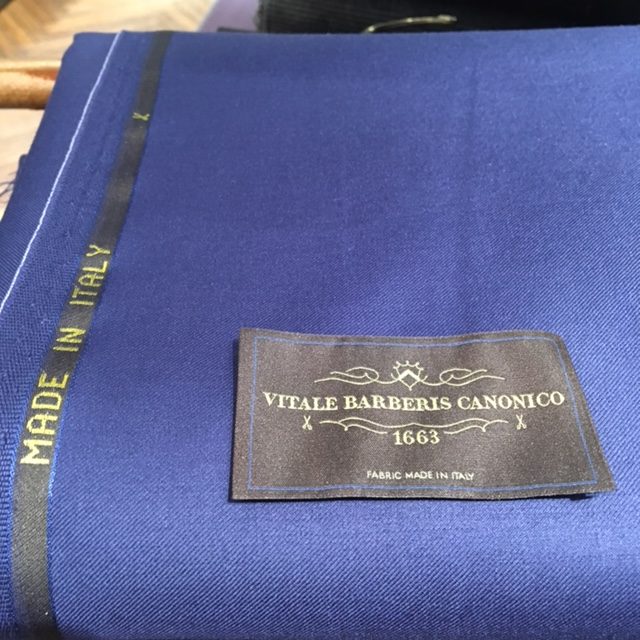 MADE IN ITALY
VITALE BARBERIS CANONICO
1663
FABRIC MADE IN ITALY